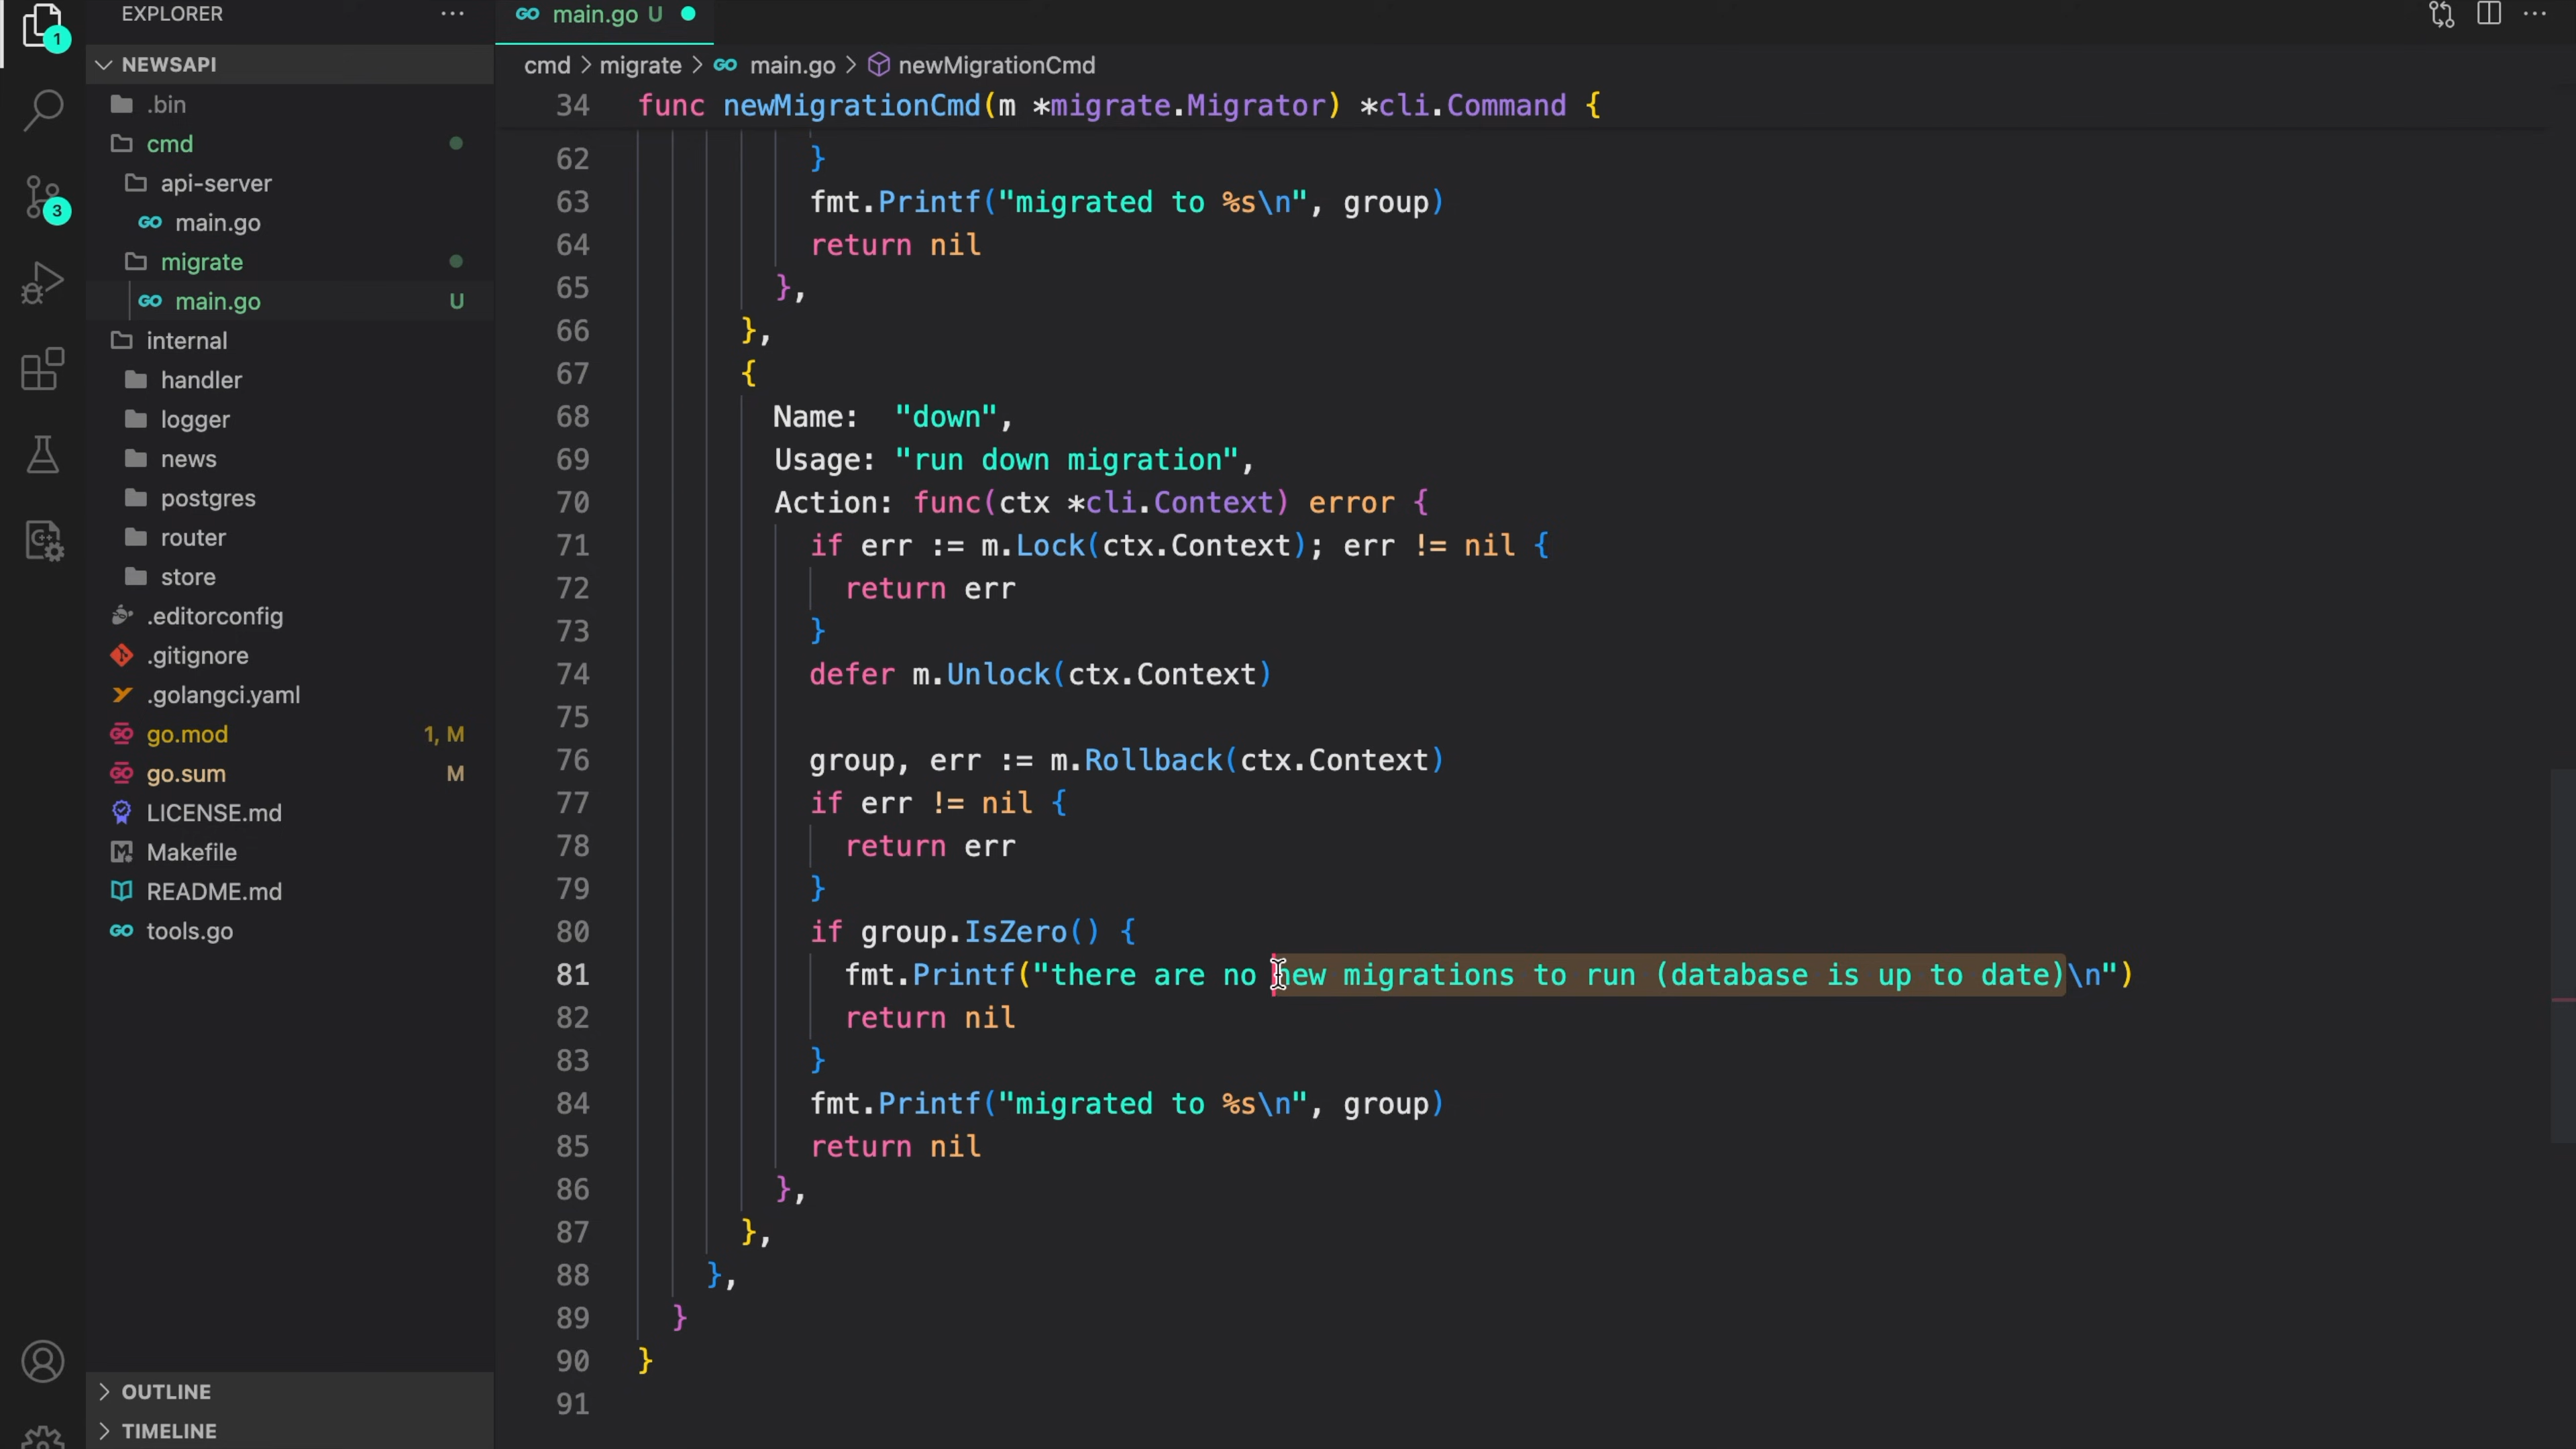 EXPLORER
NEWSAPI
.bin
cmd
api-server
main.go
migrate
main.go U
internal
handler
logger
news
postgres
router
store
.editorconfig
.gitignore
.golangci.yaml
go.mod 1, M
go.sum M
LICENSE.md
Makefile
README.md
tools.go
OUTLINE
TIMELINE
1
3
main.go U
cmd > migrate > main.go > newMigrationCmd
34 func newMigrationCmd(m *migrate.Migrator) *cli.Command {
62 }
63 fmt.Printf("migrated to %s\n", group)
64 return nil
65 },
66 },
67 {
68 Name: "down",
69 Usage: "run down migration",
70 Action: func(ctx *cli.Context) error {
71 if err := m.Lock(ctx.Context); err != nil {
72 return err
73 }
74 defer m.Unlock(ctx.Context)
75
76 group, err := m.Rollback(ctx.Context)
77 if err != nil {
78 return err
79 }
80 if group.IsZero() {
81 fmt.Printf("there are no new migrations to run (database is up to date)\n")
82 return nil
83 }
84 fmt.Printf("migrated to %s\n", group)
85 return nil
86 },
87 },
88 },
89 }
90 }
91